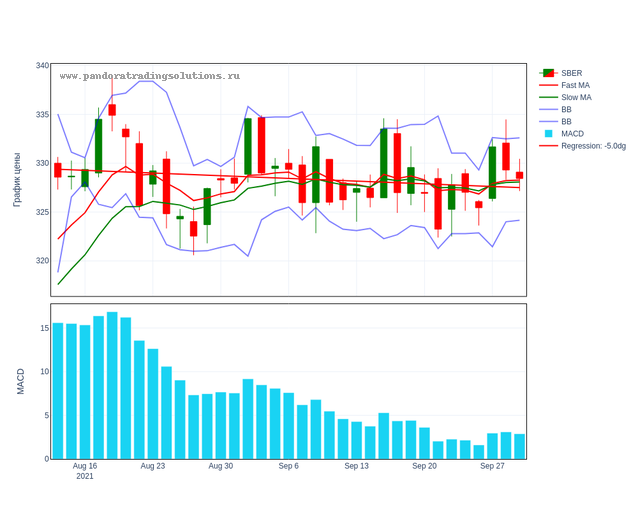 www.pandoratradingsolutions.ru
340
335
330
325
320
График цены
SBER
Fast MA
Slow MA
BB
BB
MACD
Regression: -5.0dg
15
10
5
0
MACD
Aug 16
2021
Aug 23
Aug 30
Sep 6
Sep 13
Sep 20
Sep 27